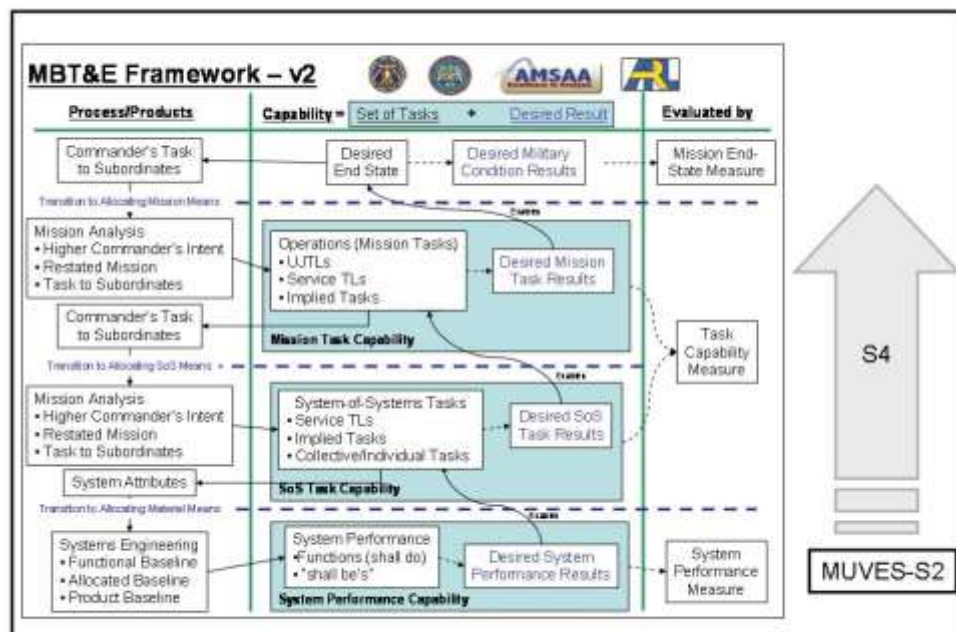 MBT&E Framework – v2
AMSAA
ARL
Process/Products
Capability =
Set of Tasks
+
Desired Result
Evaluated by
Commander's Task
to Subordinates
Desired
End State
Desired Military
Condition Results
Mission End-
State Measure
Transition to Allocating Mission Means
Enables
Mission Analysis
• Higher Commander's Intent
• Restated Mission
• Task to Subordinates
Operations (Mission Tasks)
• UJTLs
• Service TLs
• Implied Tasks
Desired Mission
Task Results
Commander's Task
to Subordinates
Mission Task Capability
Task
Capability
Measure
Transition to Allocating SoS Means
Enables
Mission Analysis
• Higher Commander's Intent
• Restated Mission
• Task to Subordinates
System-of-Systems Tasks
• Service TLs
• Implied Tasks
• Collective/Individual Tasks
Desired SoS
Task Results
System Attributes
SoS Task Capability
Transition to Allocating Material Means
Enables
Systems Engineering
• Functional Baseline
• Allocated Baseline
• Product Baseline
System Performance
• Functions (shall do)
• "shall be's"
Desired System
Performance Results
System
Performance
Measure
System Performance Capability
S4
MUVES-S2